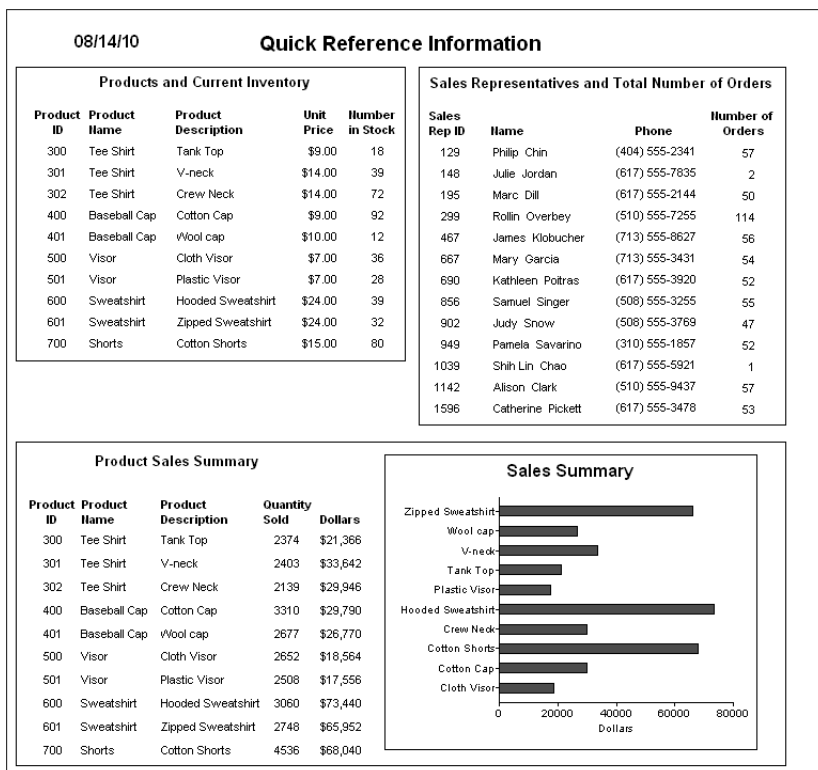 08/14/10 Quick Reference Information
Products and Current Inventory
Product Product Product Unit Number
ID Name Description Price in Stock
300 Tee Shirt Tank Top $9.00 18
301 Tee Shirt V-neck $14.00 39
302 Tee Shirt Crew Neck $14.00 72
400 Baseball Cap Cotton Cap $9.00 92
401 Baseball Cap Wool cap $10.00 12
500 Visor Cloth Visor $7.00 36
501 Visor Plastic Visor $7.00 28
600 Sweatshirt Hooded Sweatshirt $24.00 39
601 Sweatshirt Zipped Sweatshirt $24.00 32
700 Shorts Cotton Shorts $15.00 80
Sales Representatives and Total Number of Orders
Sales Number of
Rep ID Name Phone Orders
129 Philip Chin (404) 555-2341 57
148 Julie Jordan (617) 555-7835 2
195 Marc Dill (617) 555-2144 50
299 Rollin Overbey (510) 555-7255 114
467 James Klobucher (713) 555-8627 56
667 Mary Garcia (713) 555-3431 54
690 Kathleen Poitras (617) 555-3920 52
856 Samuel Singer (508) 555-3255 55
902 Judy Snow (508) 555-3769 47
949 Pamela Savarino (310) 555-1857 52
1039 Shih Lin Chao (617) 555-5921 1
1142 Alison Clark (510) 555-9437 57
1596 Catherine Pickett (617) 555-3478 53
Product Sales Summary
Product Product Product Quantity
ID Name Description Sold Dollars
300 Tee Shirt Tank Top 2374 $21,366
301 Tee Shirt V-neck 2403 $33,642
302 Tee Shirt Crew Neck 2139 $29,946
400 Baseball Cap Cotton Cap 3310 $29,790
401 Baseball Cap Wool cap 2677 $26,770
500 Visor Cloth Visor 2652 $18,564
501 Visor Plastic Visor 2508 $17,556
600 Sweatshirt Hooded Sweatshirt 3060 $73,440
601 Sweatshirt Zipped Sweatshirt 2748 $65,952
700 Shorts Cotton Shorts 4536 $68,040
Sales Summary
Zipped Sweatshirt
Wool cap
V-neck
Tank Top
Plastic Visor
Hooded Sweatshirt
Crew Neck
Cotton Shorts
Cotton Cap
Cloth Visor
0 20000 40000 60000 80000
Dollars